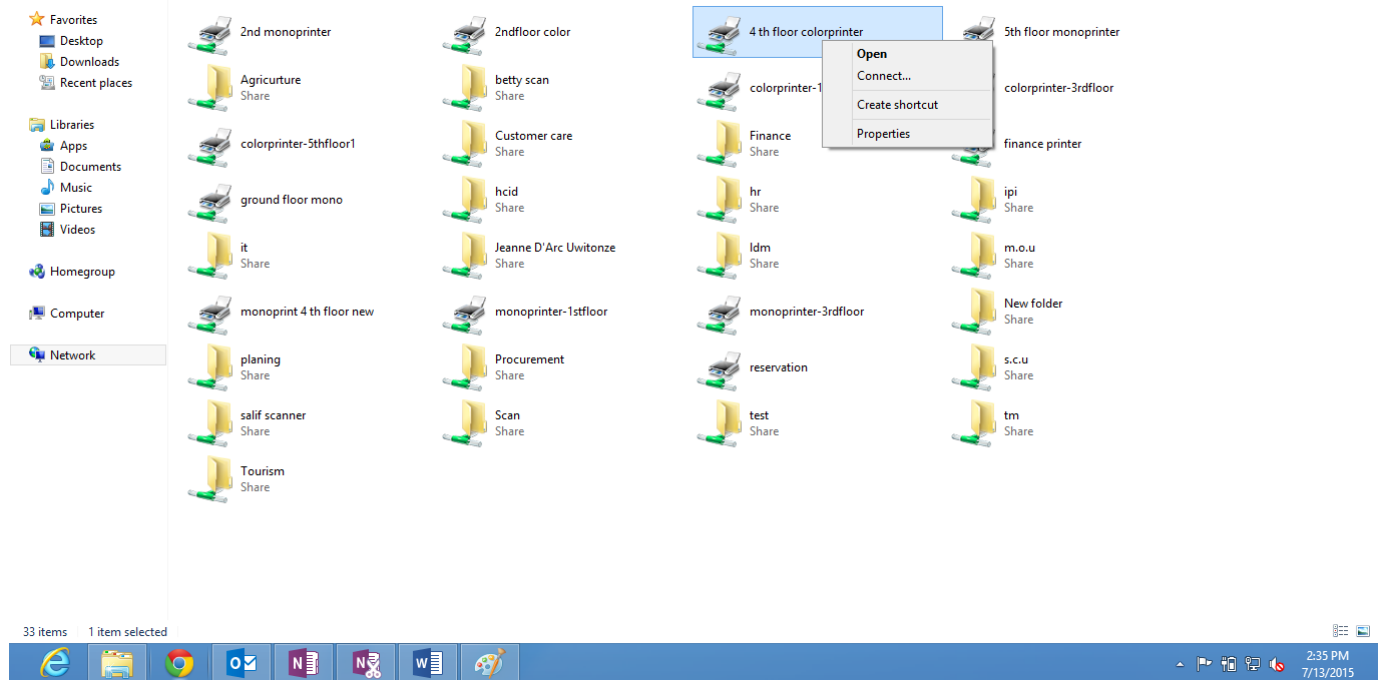 Favorites
Desktop
Downloads
Recent places
Libraries
Apps
Documents
Music
Pictures
Videos
Homegroup
Computer
Network
2nd monoprinter
2ndfloor color
4 th floor colorprinter
5th floor monoprinter
Agricurture
Share
betty scan
Share
colorprinter-1
colorprinter-3rdfloor
colorprinter-5thfloor1
Customer care
Share
Finance
Share
finance printer
ground floor mono
hcid
Share
hr
Share
ipi
Share
it
Share
Jeanne D'Arc Uwitonze
Share
ldm
Share
m.o.u
Share
monoprint 4 th floor new
monoprinter-1stfloor
monoprinter-3rdfloor
New folder
Share
planing
Share
Procurement
Share
reservation
s.c.u
Share
salif scanner
Share
Scan
Share
test
Share
tm
Share
Tourism
Share
Open
Connect...
Create shortcut
Properties
33 items 1 item selected
2:35 PM
7/13/2015